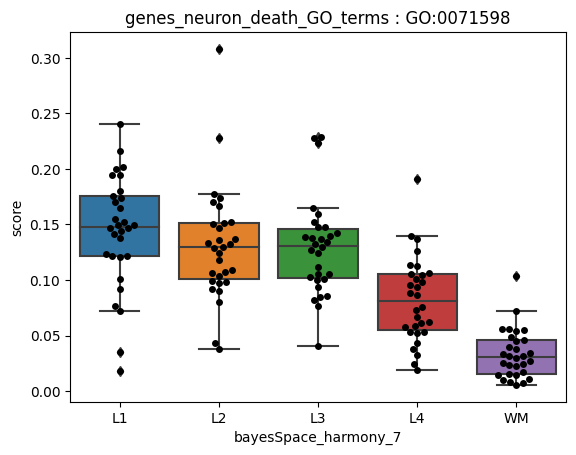 genes_neuron_death_GO_terms : GO:0071598
score
0.30
0.25
0.20
0.15
0.10
0.05
0.00
L1 L2 L3 L4 WM
bayesSpace_harmony_7